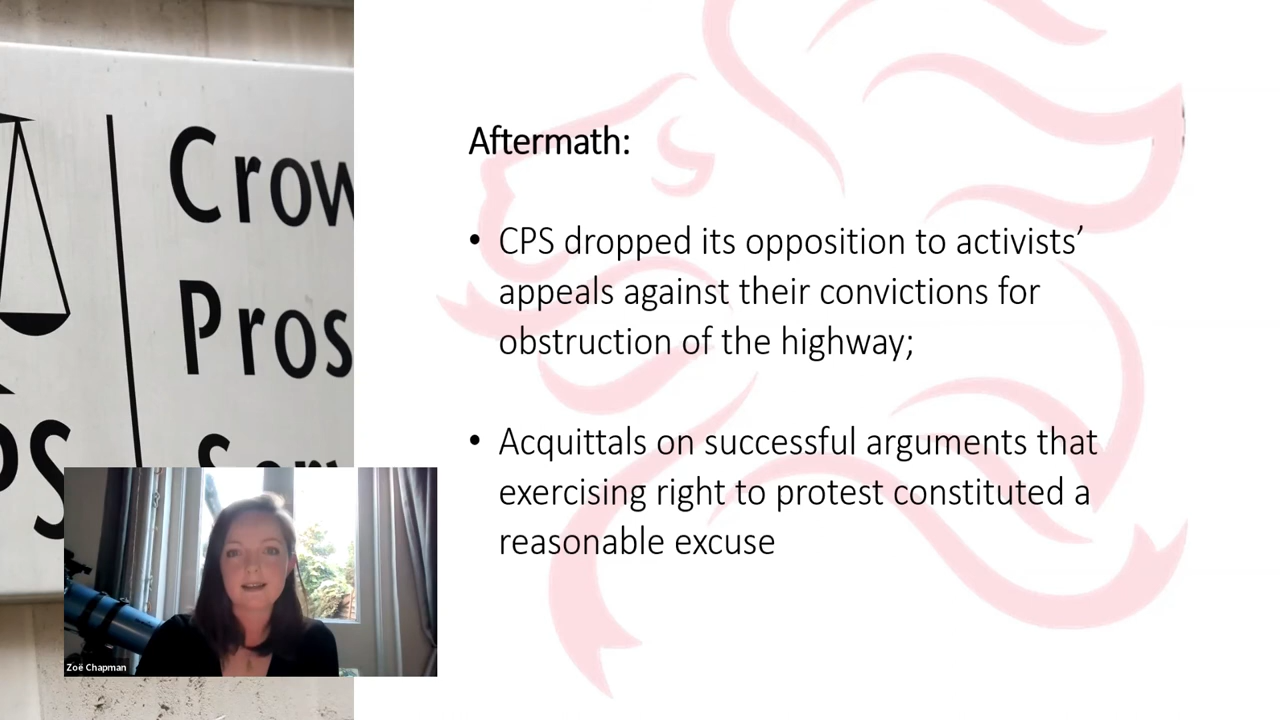 Crow
Pros
Serv
PS
Aftermath:
• CPS dropped its opposition to activists’
appeals against their convictions for
obstruction of the highway;
• Acquittals on successful arguments that
exercising right to protest constituted a
reasonable excuse
Zoë Chapman